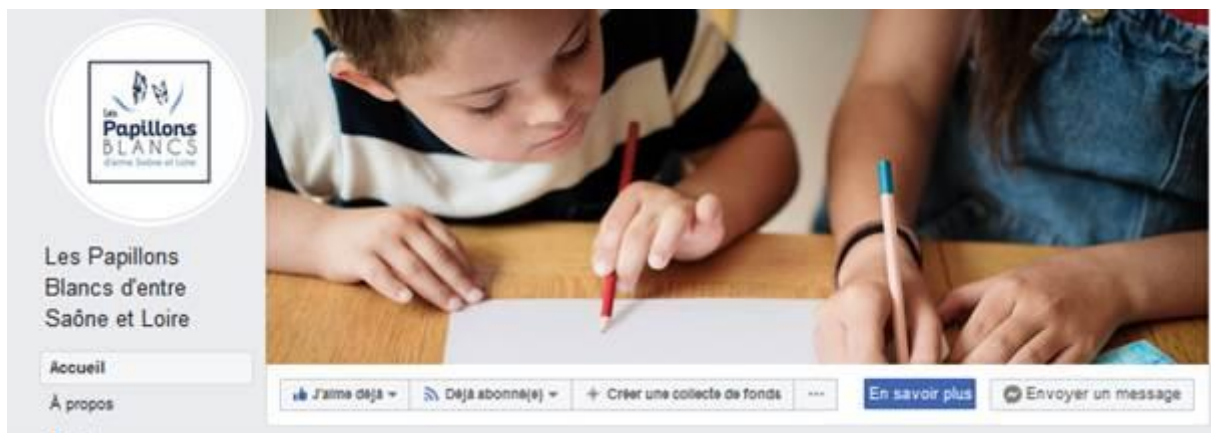 Les
Papillons
BLANCS
d'entre Saône et Loire
Les Papillons
Blancs d'entre
Saône et Loire
Accueil
À propos
J'aime déjà
Déjà abonné(e)
+ Créer une collecte de fonds
...
En savoir plus
Envoyer un message